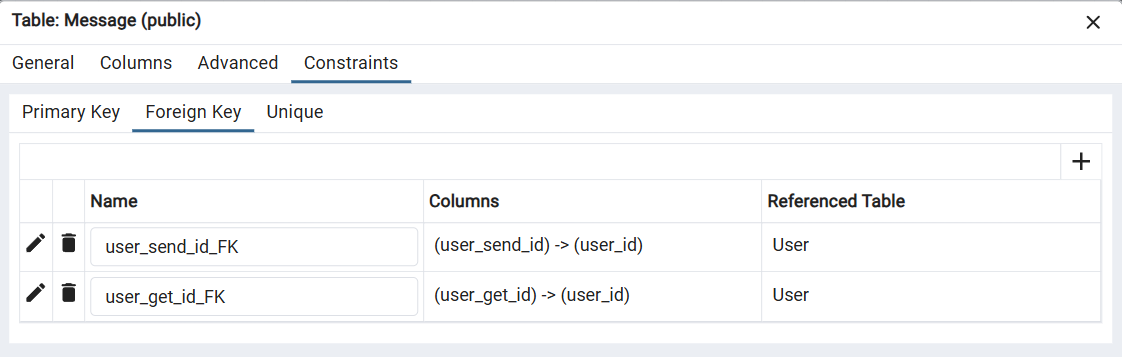 Table: Message (public)
General Columns Advanced Constraints
Primary Key Foreign Key Unique
Name Columns Referenced Table
user_send_id_FK (user_send_id) -> (user_id) User
user_get_id_FK (user_get_id) -> (user_id) User